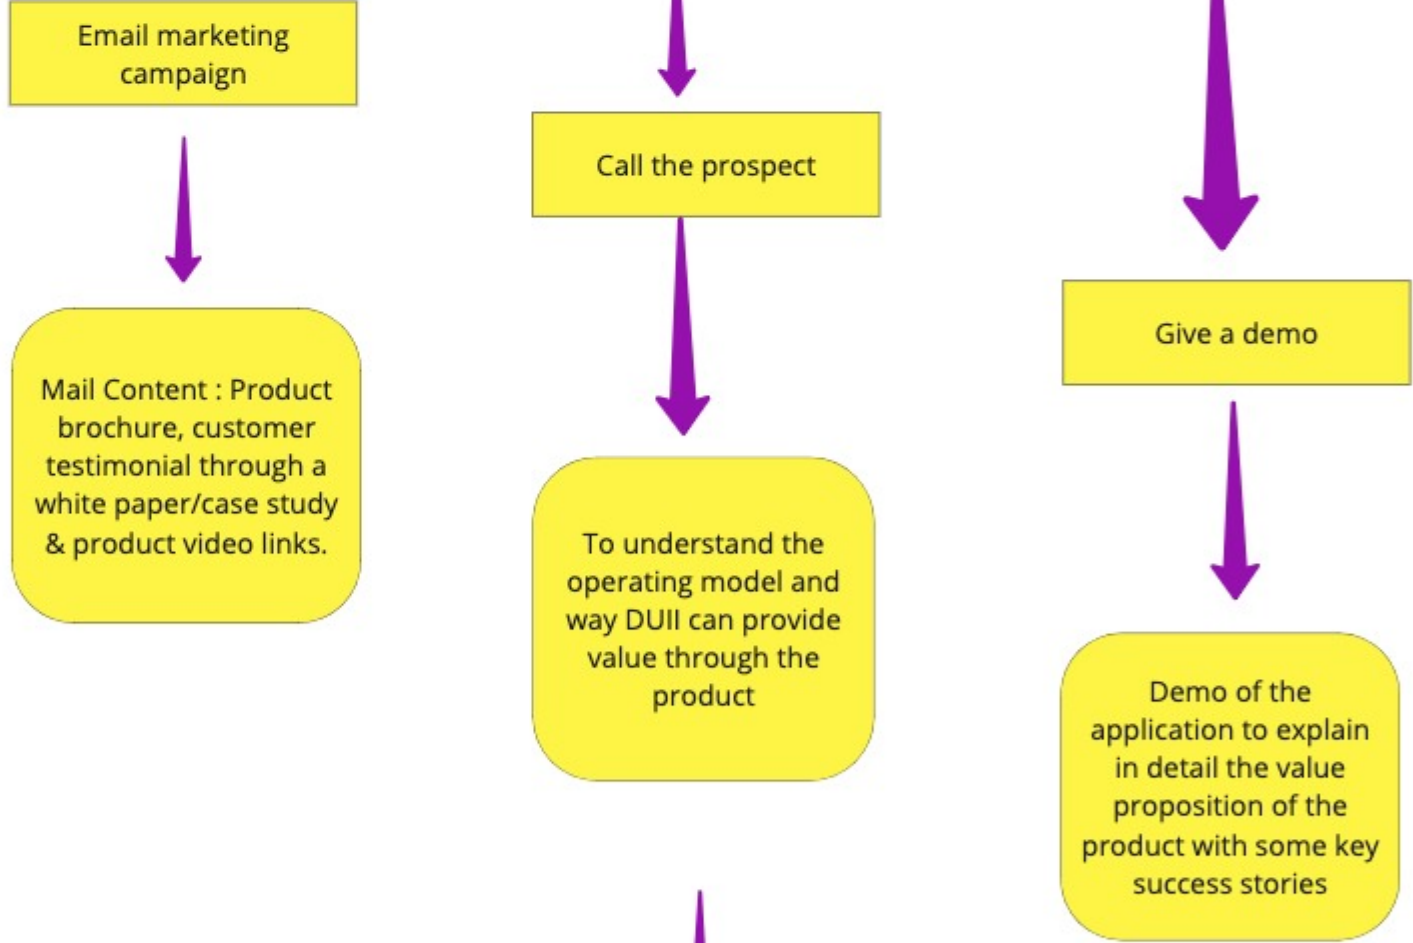 Email marketing
campaign
Mail Content : Product
brochure, customer
testimonial through a
white paper/case study
& product video links.
Call the prospect
To understand the
operating model and
way DUII can provide
value through the
product
Give a demo
Demo of the
application to explain
in detail the value
proposition of the
product with some key
success stories